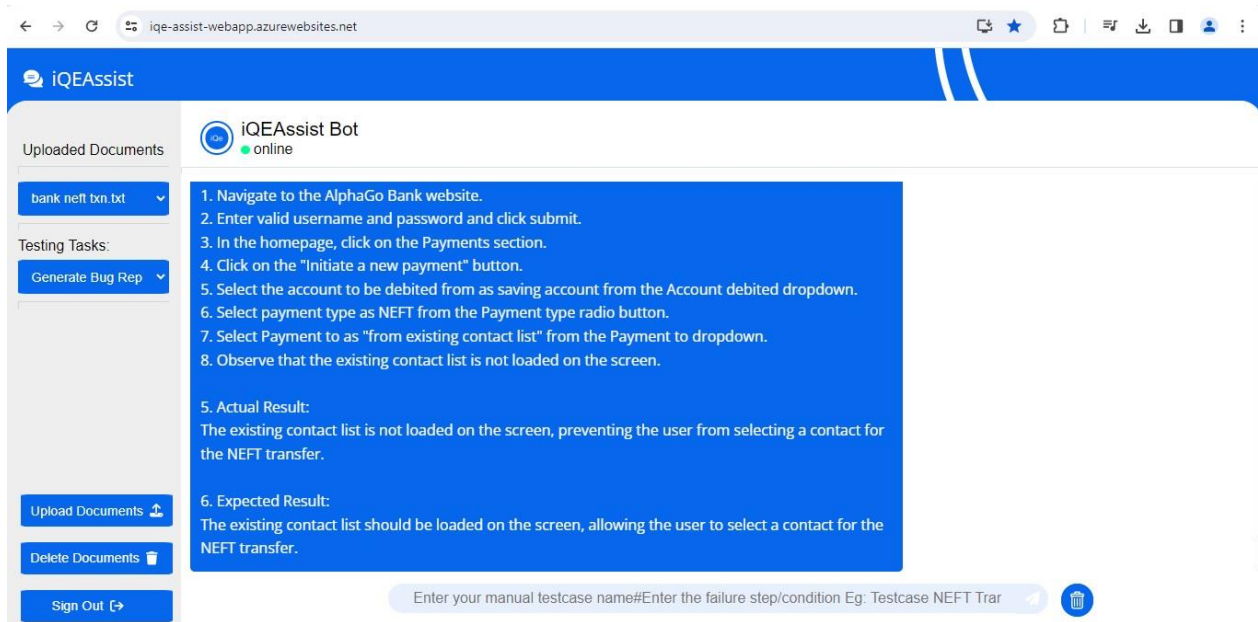 iqe-assist-webapp.azurewebsites.net
iQEAssist
Uploaded Documents
iQe
iQEAssist Bot
online
bank neft txn.txt
Testing Tasks:
Generate Bug Rep
1. Navigate to the AlphaGo Bank website.
2. Enter valid username and password and click submit.
3. In the homepage, click on the Payments section.
4. Click on the "Initiate a new payment" button.
5. Select the account to be debited from as saving account from the Account debited dropdown.
6. Select payment type as NEFT from the Payment type radio button.
7. Select Payment to as "from existing contact list" from the Payment to dropdown.
8. Observe that the existing contact list is not loaded on the screen.
5. Actual Result:
The existing contact list is not loaded on the screen, preventing the user from selecting a contact for
the NEFT transfer.
6. Expected Result:
The existing contact list should be loaded on the screen, allowing the user to select a contact for the
NEFT transfer.
Upload Documents
Delete Documents
Sign Out
Enter your manual testcase name#Enter the failure step/condition Eg: Testcase NEFT Trar